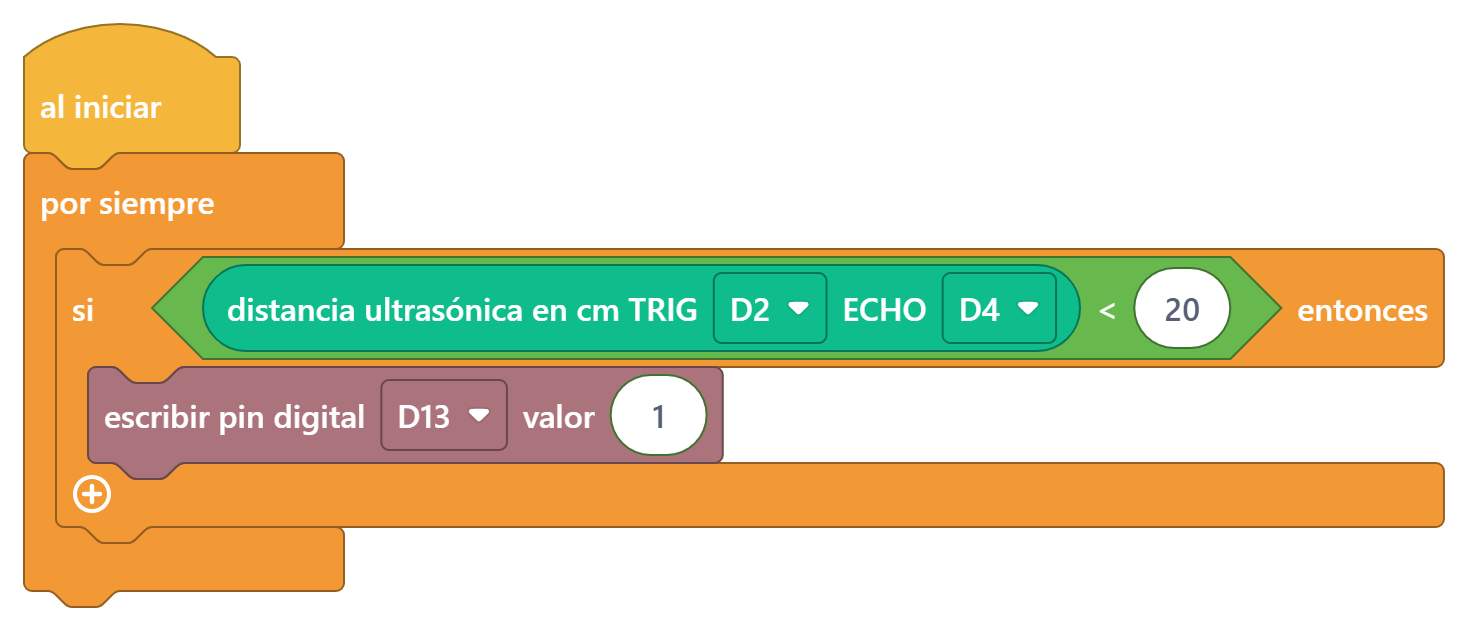 al iniciar
por siempre
si distancia ultrasónica en cm TRIG D2 ECHO D4 < 20 entonces
escribir pin digital D13 valor 1